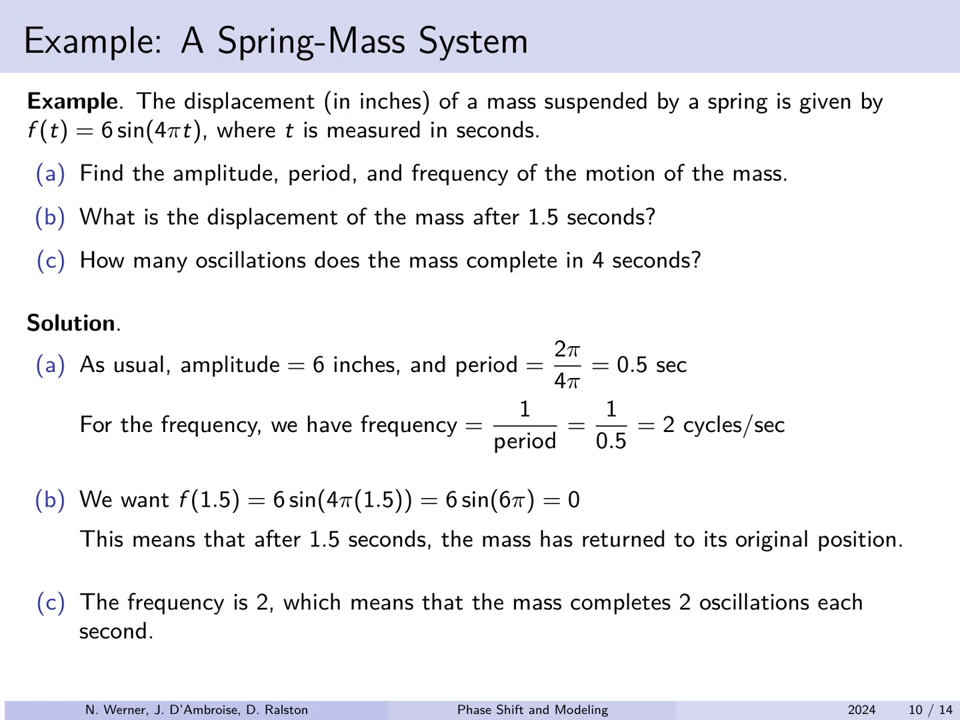 Example: A Spring-Mass System
Example. The displacement (in inches) of a mass suspended by a spring is given by
f(t) = 6 sin(4πt), where t is measured in seconds.
(a) Find the amplitude, period, and frequency of the motion of the mass.
(b) What is the displacement of the mass after 1.5 seconds?
(c) How many oscillations does the mass complete in 4 seconds?
Solution.
(a) As usual, amplitude = 6 inches, and period = 2π/4π = 0.5 sec
For the frequency, we have frequency = 1/period = 1/0.5 = 2 cycles/sec
(b) We want f(1.5) = 6 sin(4π(1.5)) = 6 sin(6π) = 0
This means that after 1.5 seconds, the mass has returned to its original position.
(c) The frequency is 2, which means that the mass completes 2 oscillations each
second.
N. Werner, J. D'Ambroise, D. Ralston Phase Shift and Modeling 2024 10 / 14